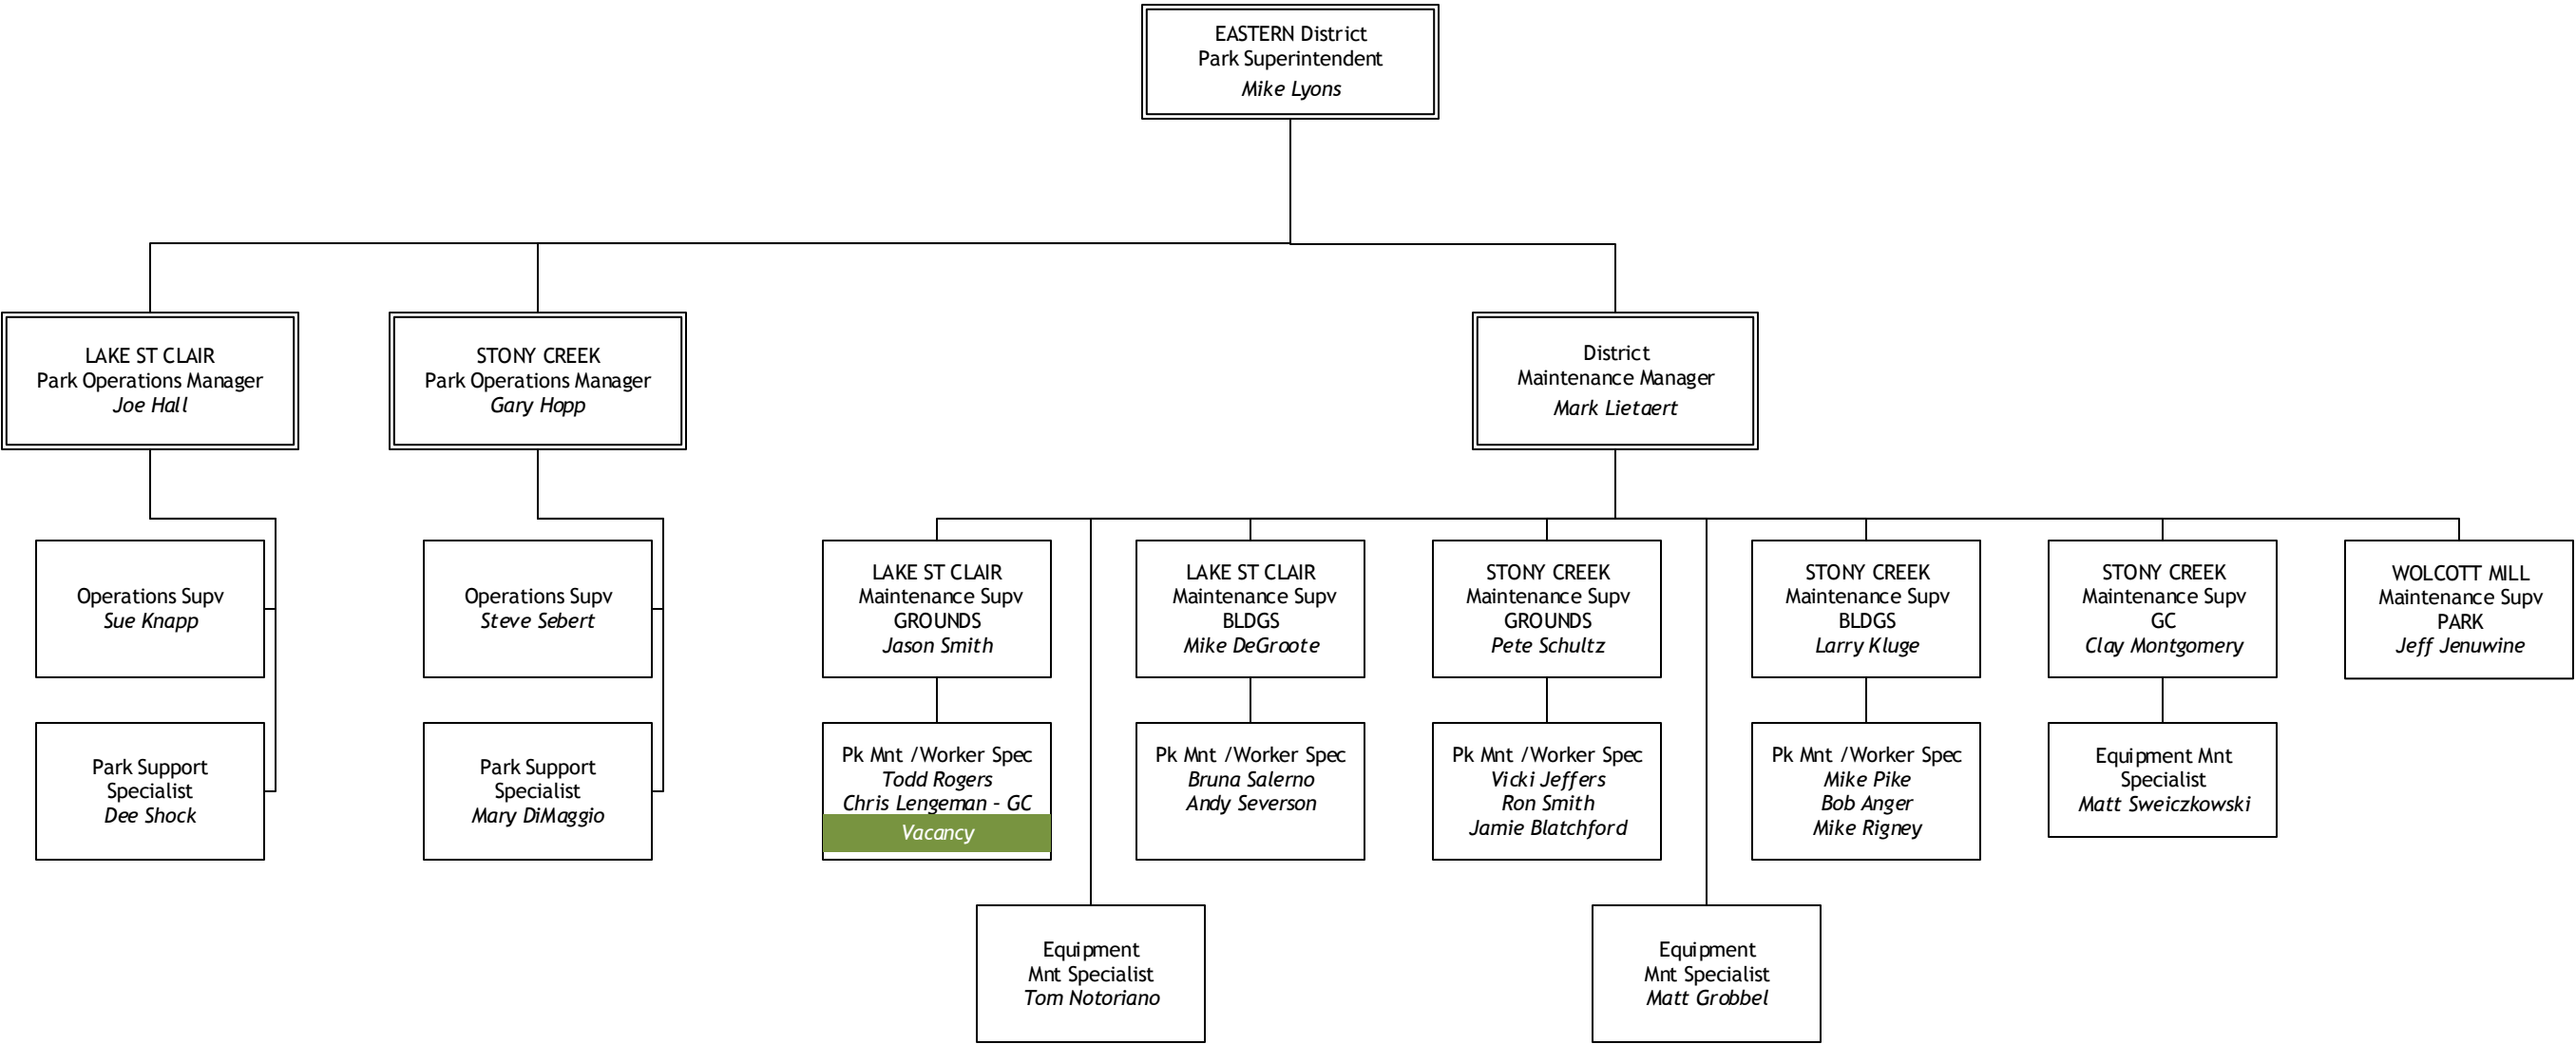 EASTERN District
Park Superintendent
Mike Lyons
LAKE ST CLAIR
Park Operations Manager
Joe Hall
STONY CREEK
Park Operations Manager
Gary Hopp
District
Maintenance Manager
Mark Lietaert
Operations Supv
Sue Knapp
Operations Supv
Steve Sebert
LAKE ST CLAIR
Maintenance Supv
GROUNDS
Jason Smith
LAKE ST CLAIR
Maintenance Supv
BLDGS
Mike DeGroote
STONY CREEK
Maintenance Supv
GROUNDS
Pete Schultz
STONY CREEK
Maintenance Supv
BLDGS
Larry Kluge
STONY CREEK
Maintenance Supv
GC
Clay Montgomery
WOLCOTT MILL
Maintenance Supv
PARK
Jeff Jenuwine
Park Support
Specialist
Dee Shock
Park Support
Specialist
Mary DiMaggio
Pk Mnt /Worker Spec
Todd Rogers
Chris Lengeman - GC
Vacancy
Pk Mnt /Worker Spec
Bruna Salerno
Andy Severson
Pk Mnt /Worker Spec
Vicki Jeffers
Ron Smith
Jamie Blatchford
Pk Mnt /Worker Spec
Mike Pike
Bob Anger
Mike Rigney
Equipment Mnt
Specialist
Matt Sweiczkowski
Equipment
Mnt Specialist
Tom Notoriano
Equipment
Mnt Specialist
Matt Grobbel